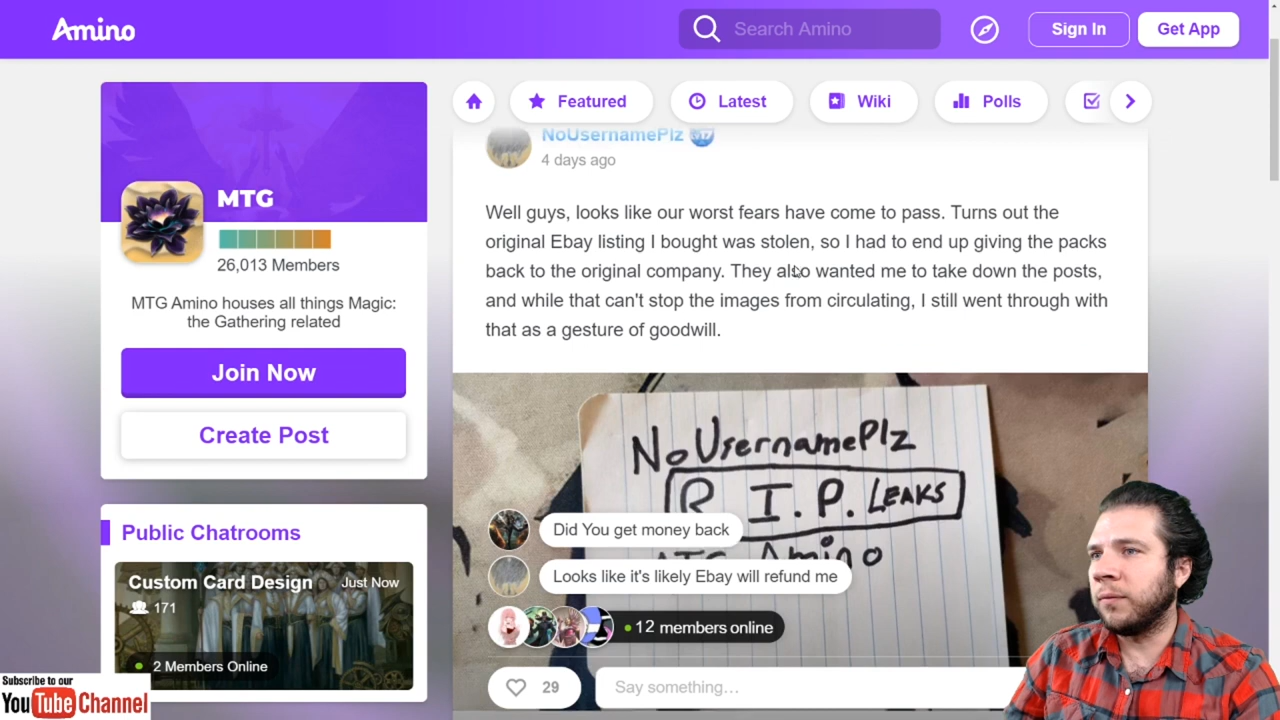 Amino
Search Amino
Sign In
Get App
Featured
Latest
Wiki
Polls
MTG
26,013 Members
MTG Amino houses all things Magic:
the Gathering related
Join Now
Create Post
Public Chatrooms
Custom Card Design
Just Now
171
2 Members Online
NoUsernamePlz
4 days ago
Well guys, looks like our worst fears have come to pass. Turns out the
original Ebay listing I bought was stolen, so I had to end up giving the packs
back to the original company. They also wanted me to take down the posts,
and while that can't stop the images from circulating, I still went through with
that as a gesture of goodwill.
NoUsernamePlz
R.I.P. LEAKS
MTG Amino
Did You get money back
Looks like it's likely Ebay will refund me
12 members online
29
Say something...
Subscribe to our
YouTube Channel